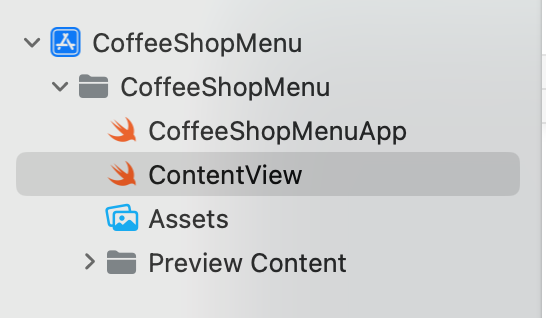 CoffeeShopMenu
CoffeeShopMenu
CoffeeShopMenuApp
ContentView
Assets
Preview Content